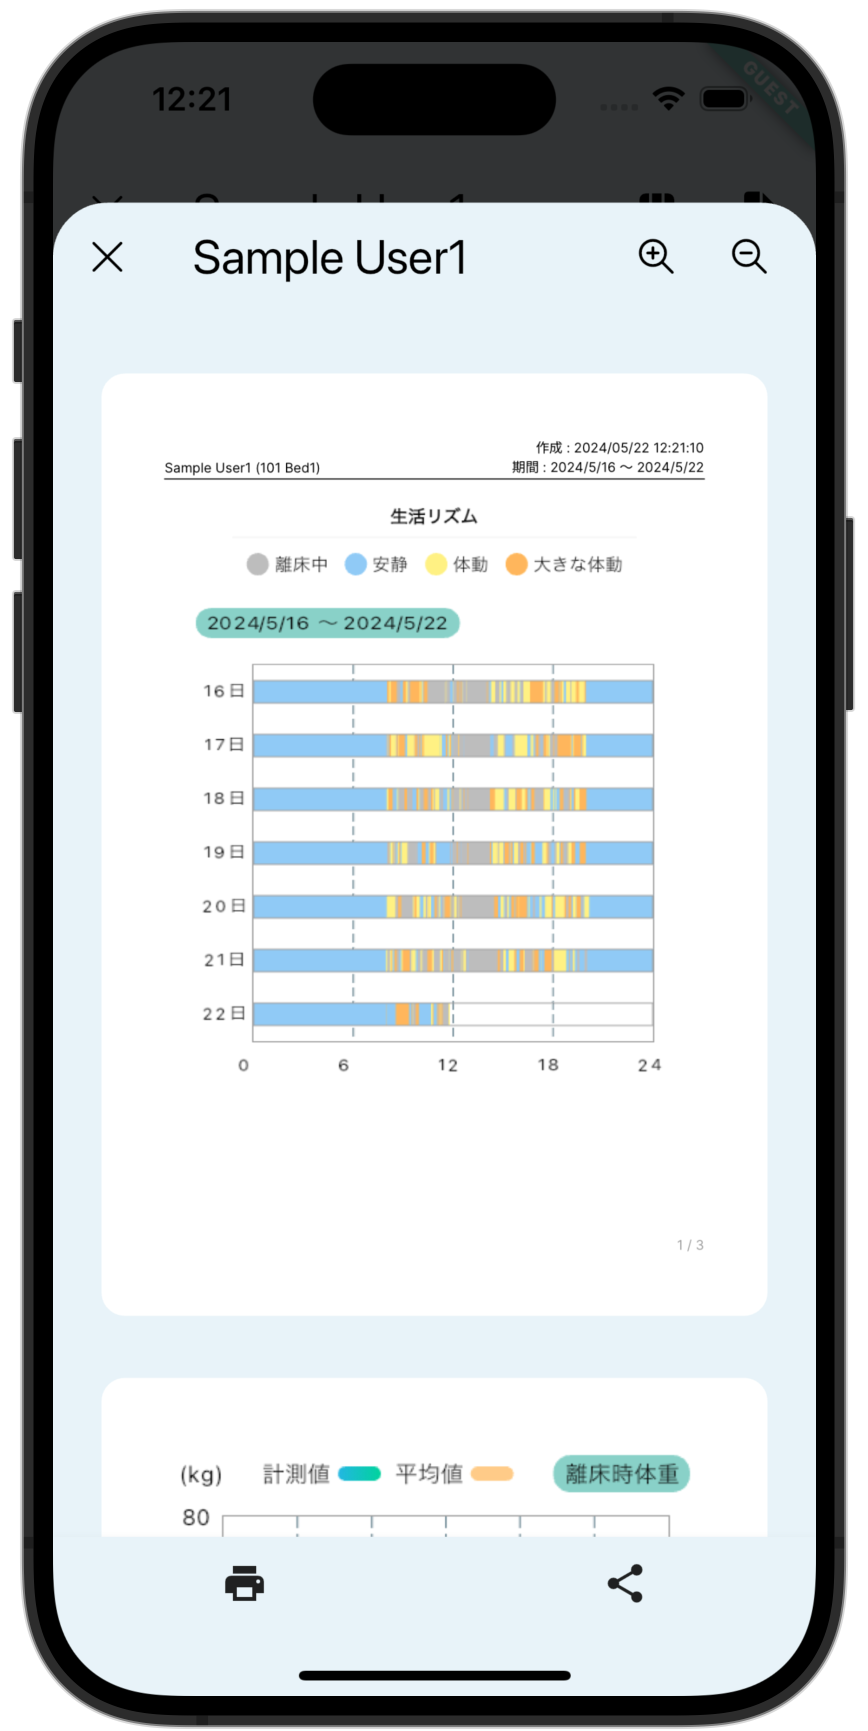 12:21
GUEST
Sample User1
作成 : 2024/05/22 12:21:10
Sample User1 (101 Bed1)
期間 : 2024/5/16 ～ 2024/5/22
生活リズム
離床中 安静 体動 大きな体動
2024/5/16 ～ 2024/5/22
16日
17日
18日
19日
20日
21日
22日
0 6 12 18 24
1 / 3
(kg) 計測値 平均値 離床時体重
80